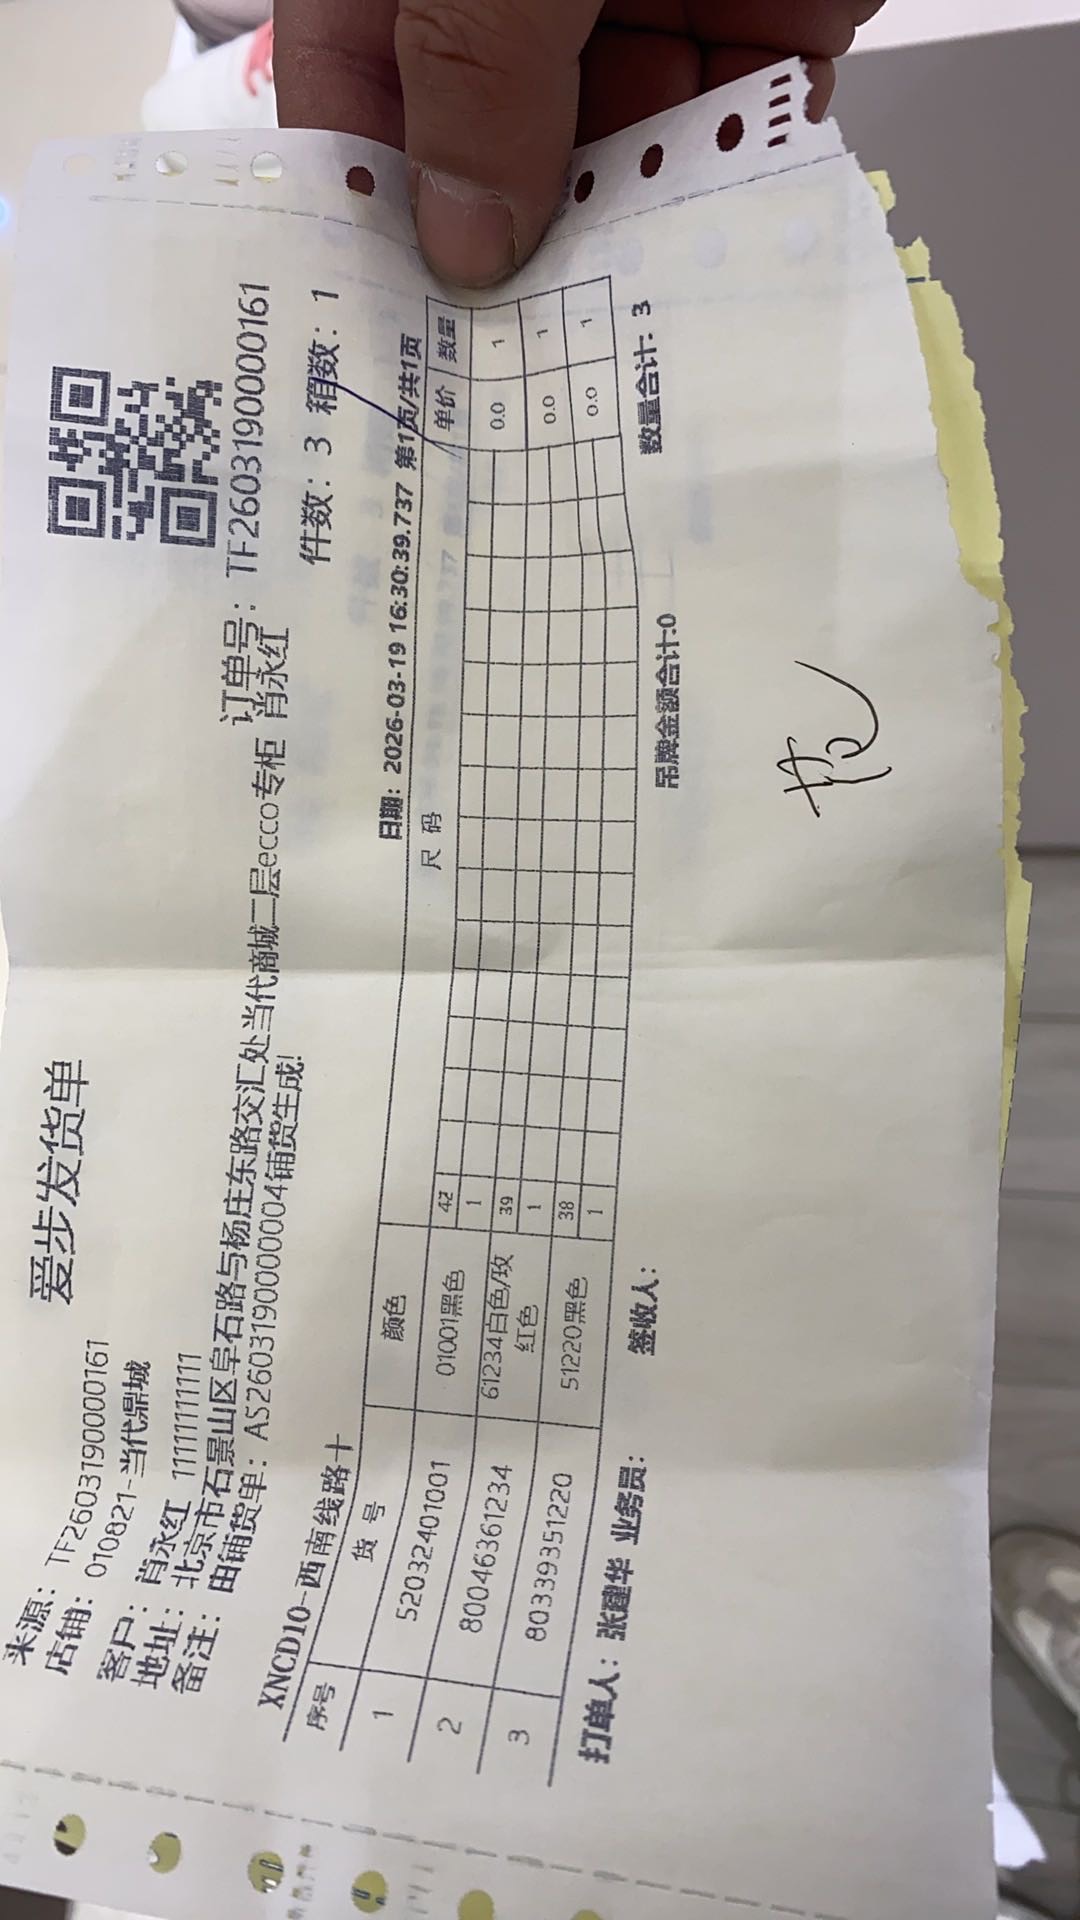 爱步发货单
来源：TF260319000161
店铺：010821-当代鼎城 订单号：TF260319000161
客户：肖永红 11111111111 肖永红
地址：北京市石景山区阜石路与杨庄东路交汇处当代商城二层ecco专柜
备注：由铺货单：AS260319000004铺货生成! 件数：3 箱数：1
XNCD10-西南线路十 日期：2026-03-19 16:30:39.737 第1页/共1页
序号 货号 颜色 尺码 单价 数量
42
1 52032401001 01001黑色 1 0.0 1
39
2 80046361234 61234白色/玫红色 1 0.0 1
38
3 80339351220 51220黑色 1 0.0 1
打单人：张建华 业务员： 签收人： 吊牌金额合计:0 数量合计: 3